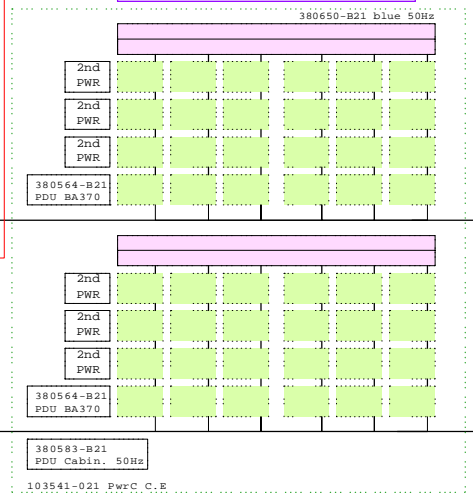 380650-B21 blue 50Hz
2nd
PWR
2nd
PWR
2nd
PWR
380564-B21
PDU BA370
2nd
PWR
2nd
PWR
2nd
PWR
380564-B21
PDU BA370
380583-B21
PDU Cabin. 50Hz
103541-021 PwrC C.E